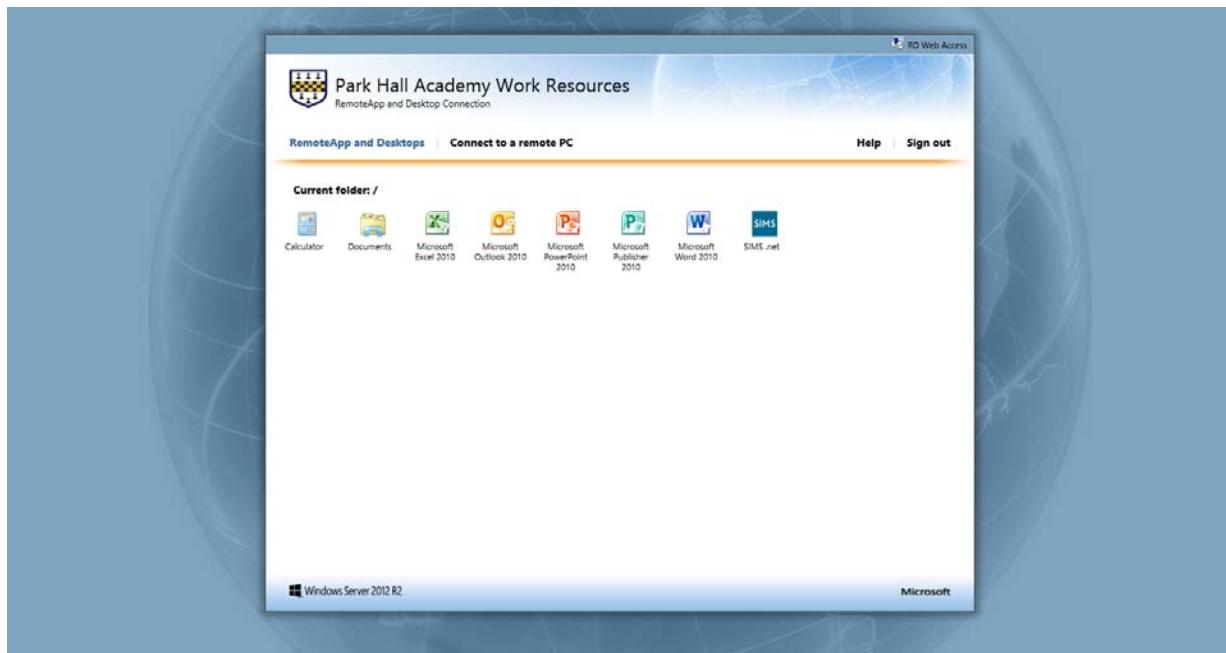 RD Web Access
Park Hall Academy Work Resources
RemoteApp and Desktop Connection
RemoteApp and Desktops | Connect to a remote PC Help | Sign out
Current folder: /
SIMS
Calculator Documents Microsoft Excel 2010 Microsoft Outlook 2010 Microsoft PowerPoint 2010 Microsoft Publisher 2010 Microsoft Word 2010 SIMS .net
Windows Server 2012 R2 Microsoft